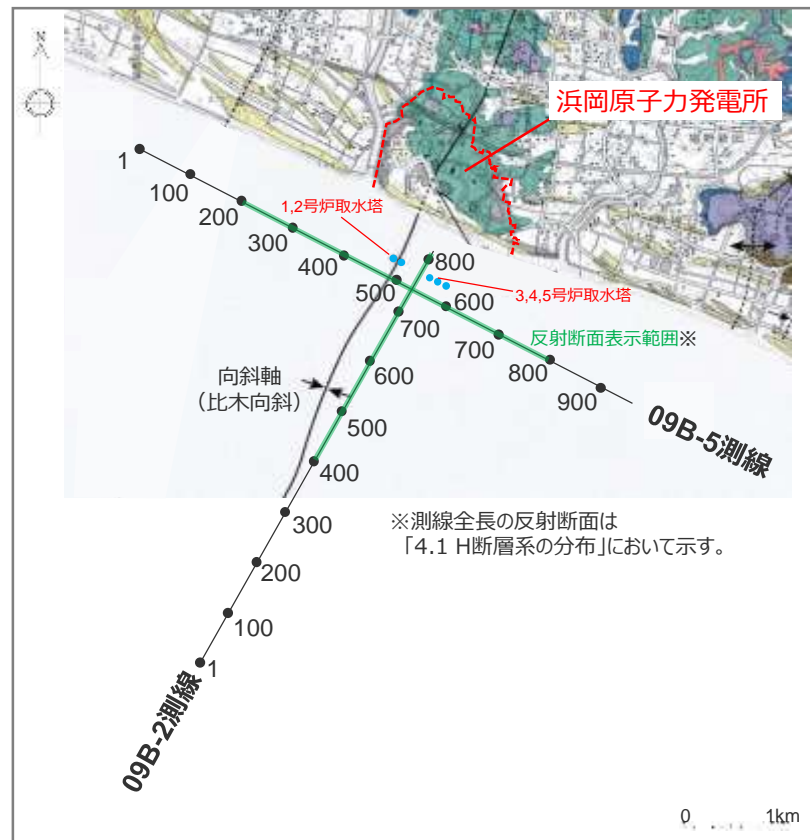 N
浜岡原子力発電所
1
100
200
300
400
500
600
700
800
900
1,2号炉取水塔
3,4,5号炉取水塔
反射断面表示範囲※
09B-5測線
800
700
600
500
400
300
200
100
1
09B-2測線
向斜軸
(比木向斜)
※測線全長の反射断面は
「4.1 H断層系の分布」において示す。
0 1km